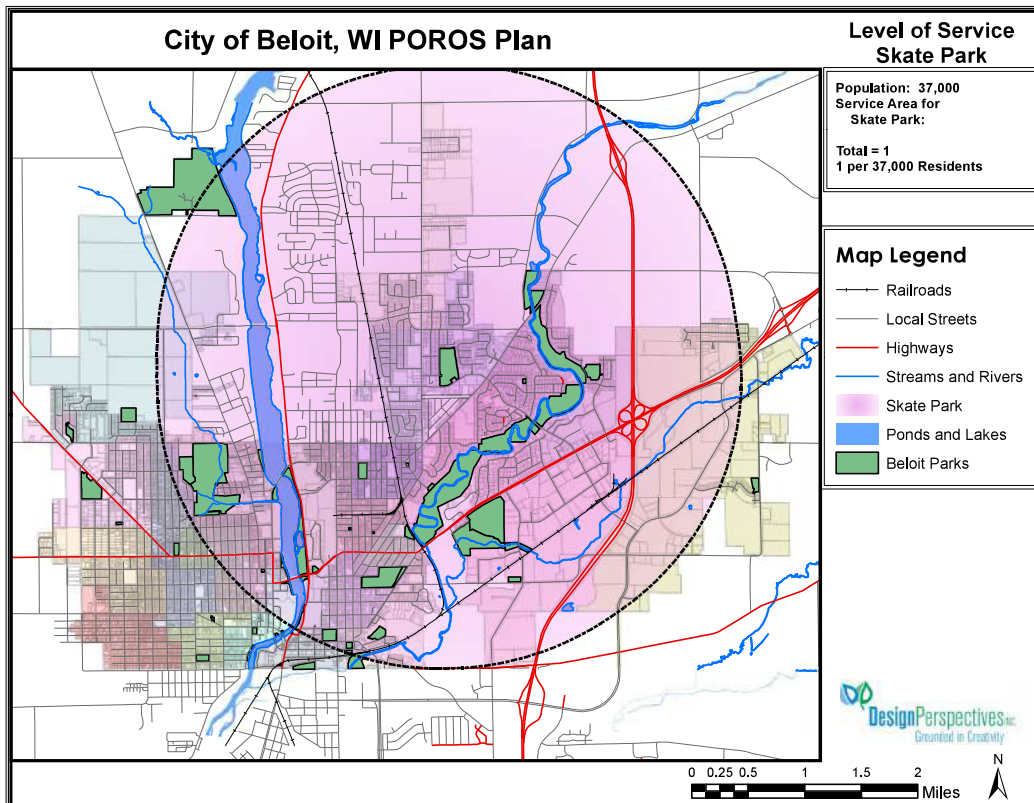 City of Beloit, WI POROS Plan
Level of Service
Skate Park
Population: 37,000
Service Area for
Skate Park:
Total = 1
1 per 37,000 Residents
Map Legend
Railroads
Local Streets
Highways
Streams and Rivers
Skate Park
Ponds and Lakes
Beloit Parks
DesignPerspectives INC.
Grounded in Creativity
N
0 0.25 0.5 1 1.5 2
Miles